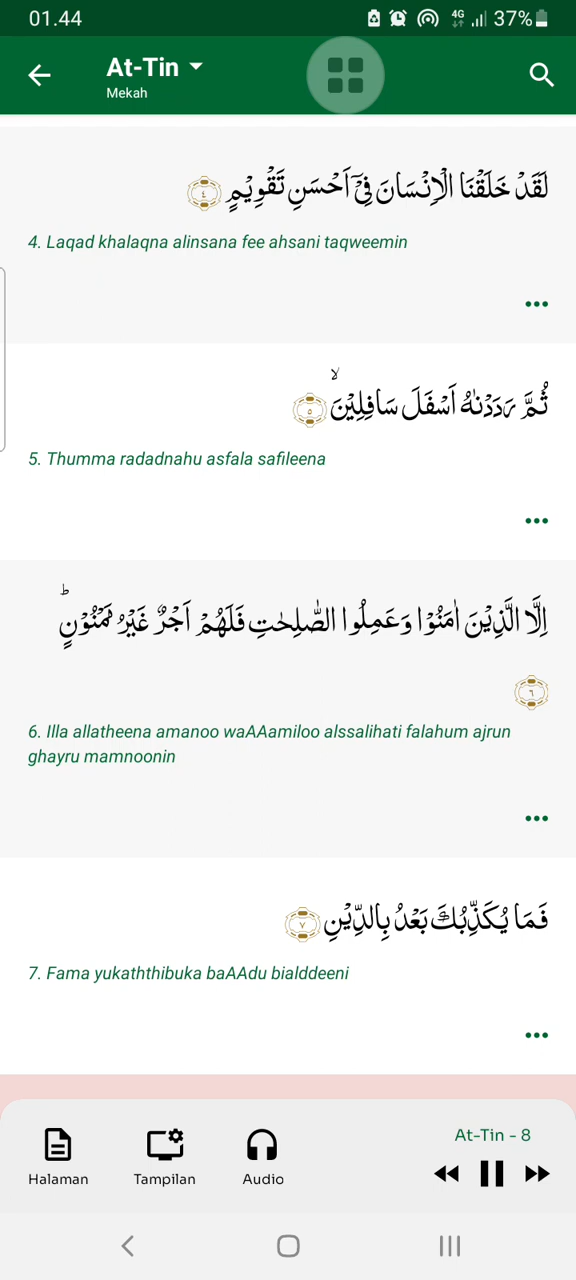 01.44
4G
37%
At-Tin
Mekah
لَقَدْ خَلَقْنَا الْاِنْسَانَ فِيْٓ اَحْسَنِ تَقْوِيْمٍ ٤
4. Laqad khalaqna alinsana fee ahsani taqweemin
ثُمَّ رَدَدْنٰهُ اَسْفَلَ سَافِلِيْنَۙ ٥
5. Thumma radadnahu asfala safileena
اِلَّا الَّذِيْنَ اٰمَنُوْا وَعَمِلُوا الصّٰلِحٰتِ فَلَهُمْ اَجْرٌ غَيْرُ مَمْنُوْنٍۗ
٦
6. Illa allatheena amanoo waAAamiloo alssalihati falahum ajrun
ghayru mamnoonin
فَمَا يُكَذِّبُكَ بَعْدُ بِالدِّيْنِ ٧
7. Fama yukaththibuka baAAdu bialddeeni
At-Tin - 8
Halaman
Tampilan
Audio